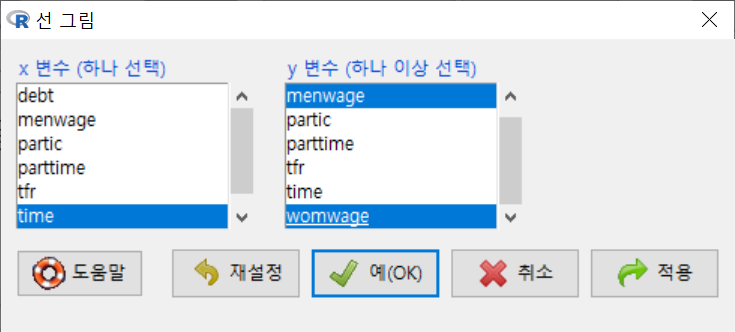 선 그림
x 변수 (하나 선택)
y 변수 (하나 이상 선택)
debt
menwage
partic
parttime
tfr
time
menwage
partic
parttime
tfr
time
womwage
도움말
재설정
예(OK)
취소
적용